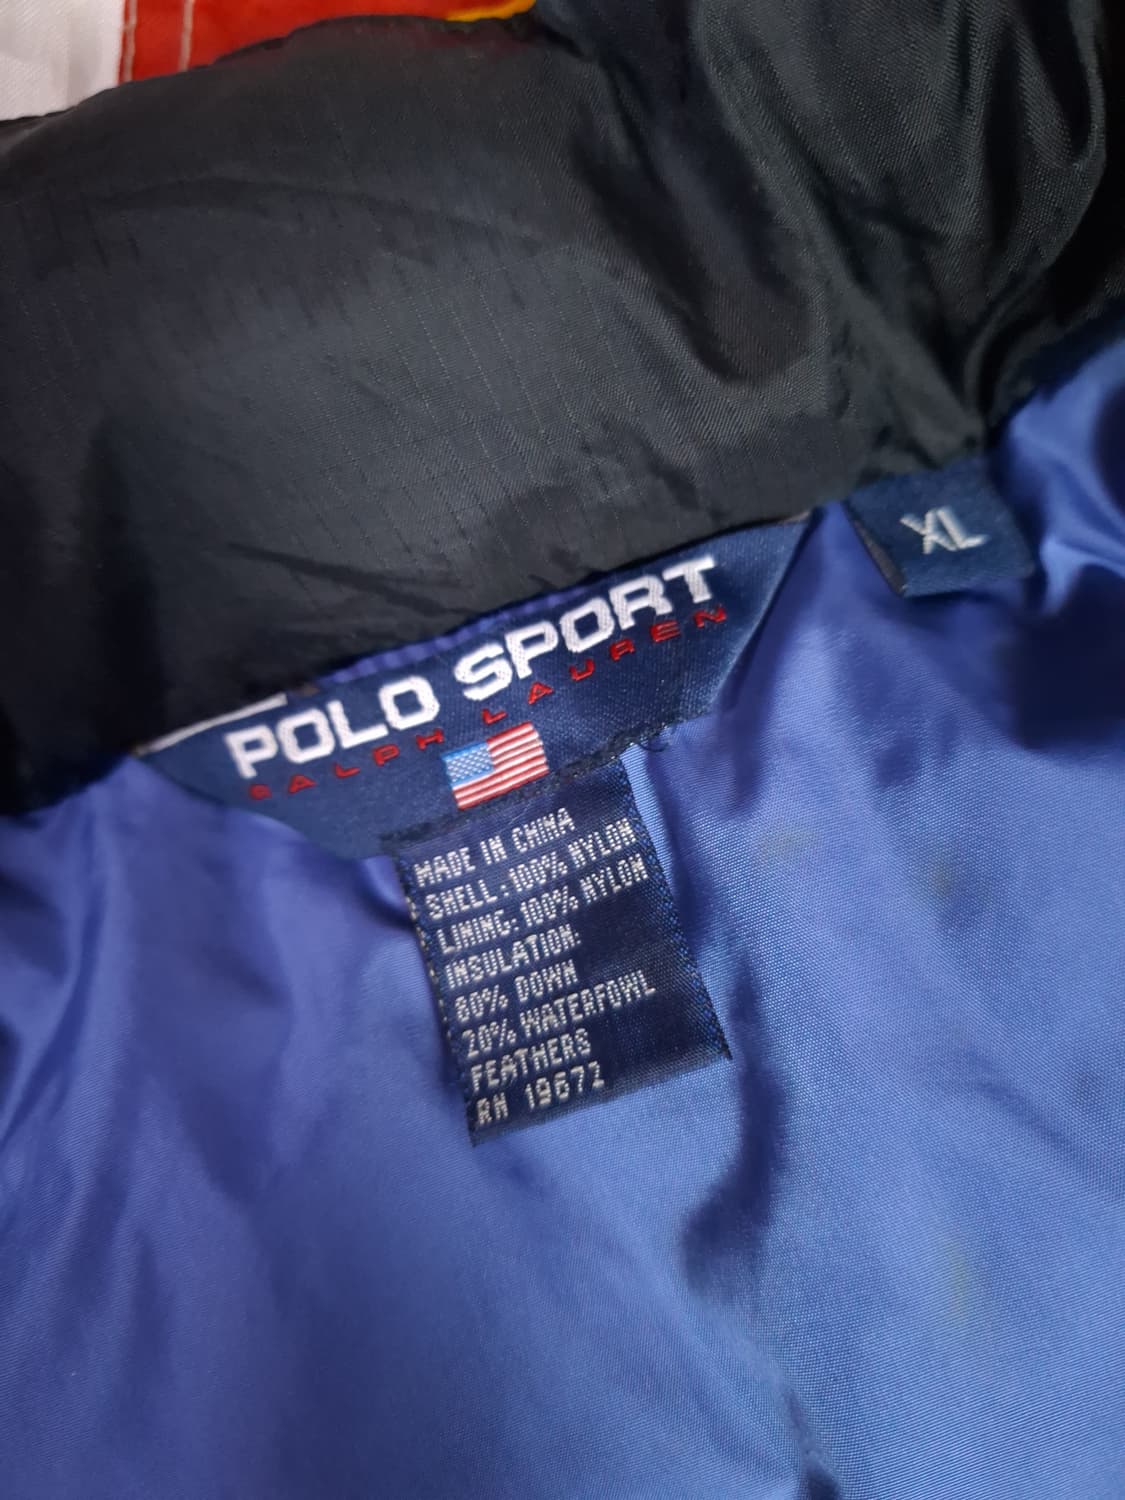 XL
POLO SPORT
RALPH LAUREN
MADE IN CHINA
SHELL:100% NYLON
LINING:100% NYLON
INSULATION:
80% DOWN
20% WATERFOWL
FEATHERS
RN 19671